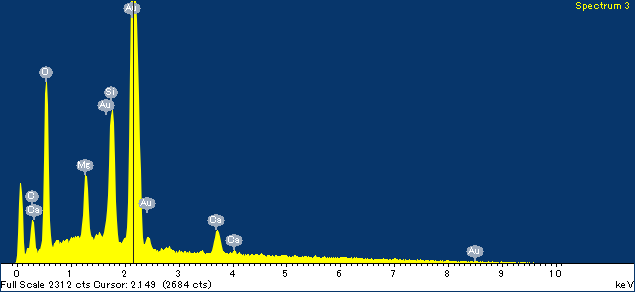 Spectrum 3
Au
O
Si
Au
Mg
C
Ca
Au
Ca
Ca
Au
0 1 2 3 4 5 6 7 8 9 10
Full Scale 2312 cts Cursor: 2.149 (2684 cts) keV